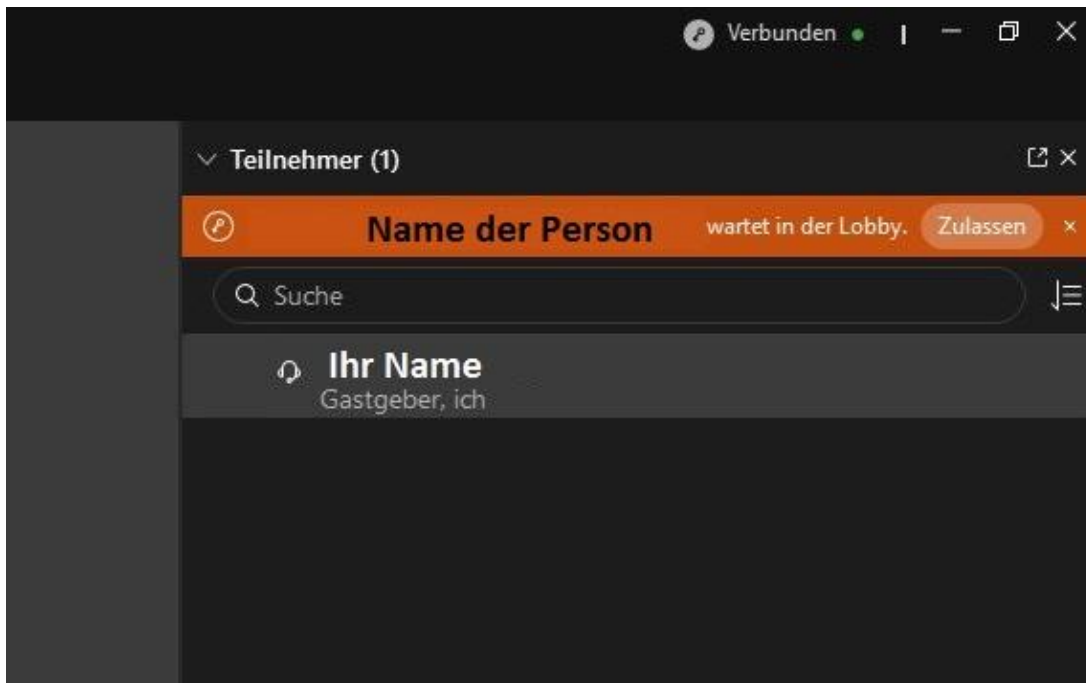 Verbunden
Teilnehmer (1)
Name der Person wartet in der Lobby. Zulassen
Suche
Ihr Name
Gastgeber, ich